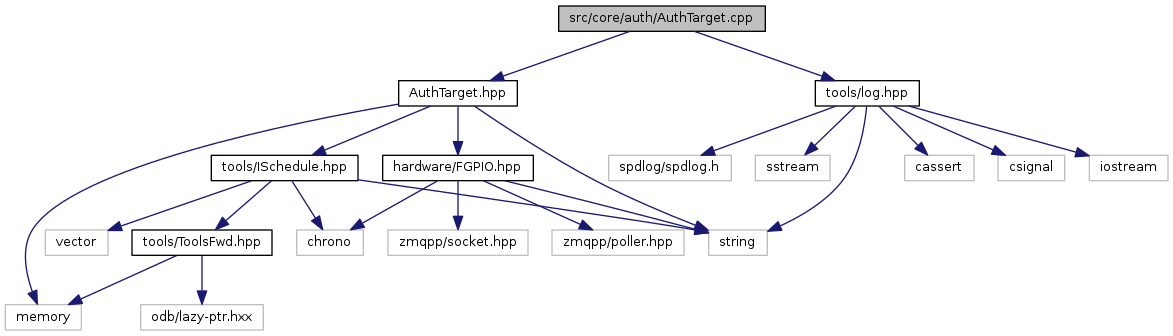 src/core/auth/AuthTarget.cpp
AuthTarget.hpp
tools/log.hpp
tools/ISchedule.hpp
hardware/FGPIO.hpp
spdlog/spdlog.h
sstream
cassert
csignal
iostream
vector
tools/ToolsFwd.hpp
chrono
zmqpp/socket.hpp
zmqpp/poller.hpp
string
memory
odb/lazy-ptr.hxx